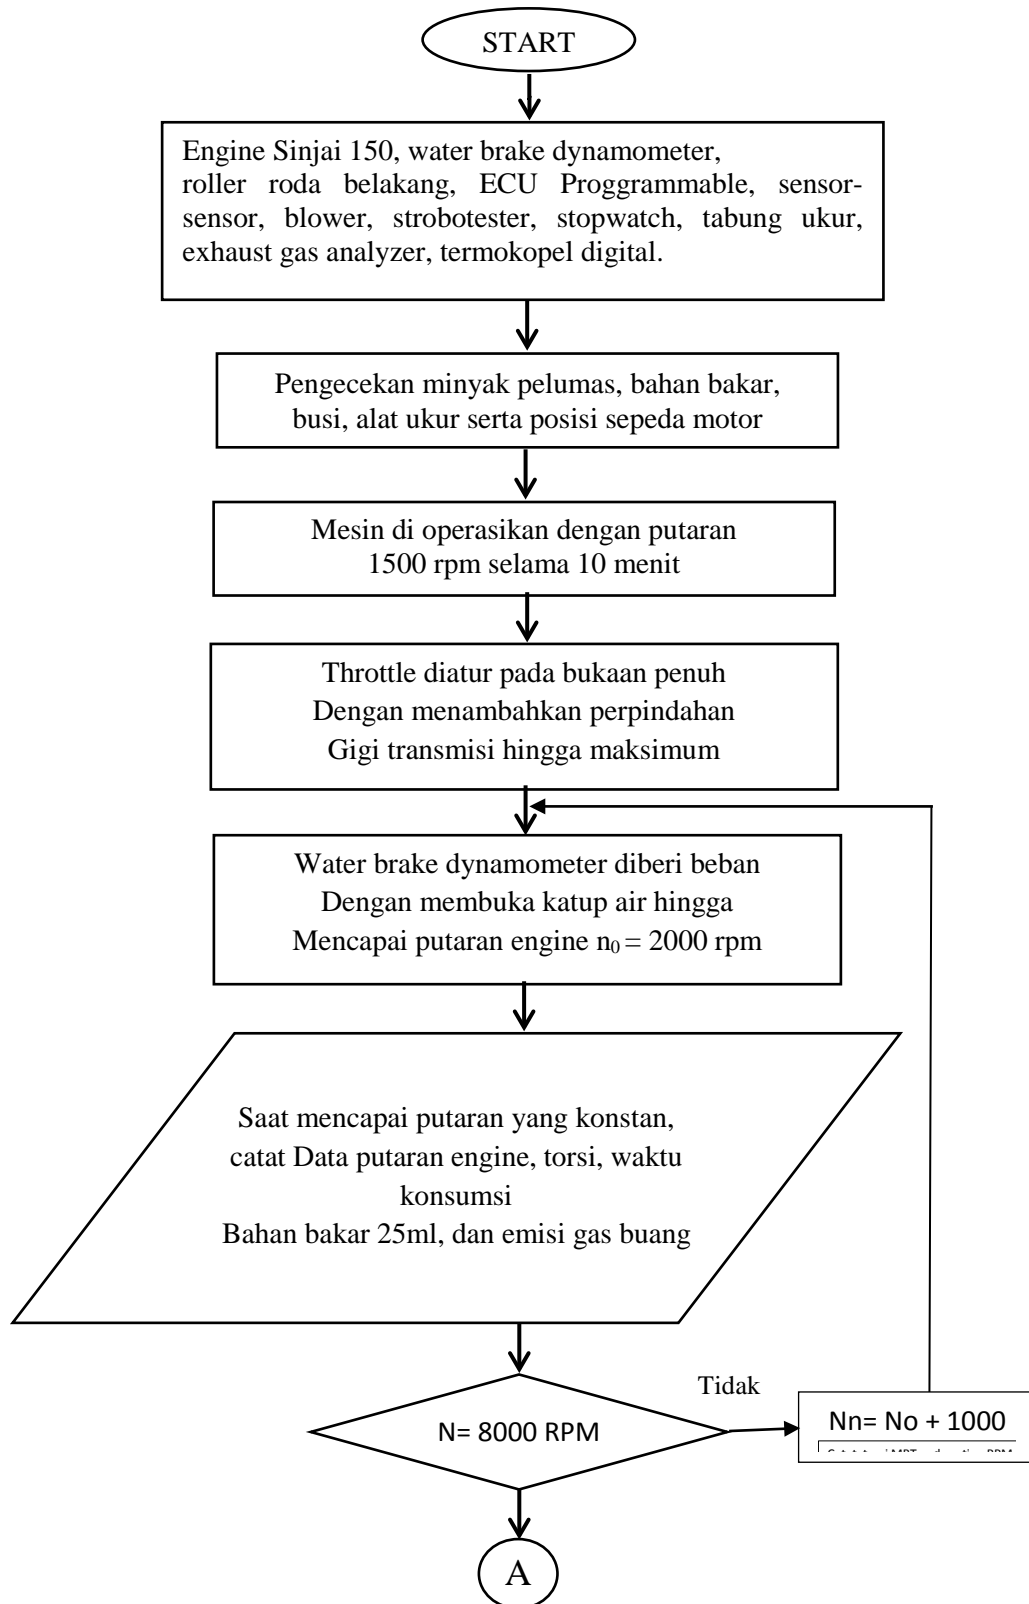 START
Engine Sinjai 150, water brake dynamometer,
roller roda belakang, ECU Proggrammable, sensor-
sensor, blower, strobotester, stopwatch, tabung ukur,
exhaust gas analyzer, termokopel digital.
Pengecekan minyak pelumas, bahan bakar,
busi, alat ukur serta posisi sepeda motor
Mesin di operasikan dengan putaran
1500 rpm selama 10 menit
Throttle diatur pada bukaan penuh
Dengan menambahkan perpindahan
Gigi transmisi hingga maksimum
Water brake dynamometer diberi beban
Dengan membuka katup air hingga
Mencapai putaran engine n₀ = 2000 rpm
Saat mencapai putaran yang konstan,
catat Data putaran engine, torsi, waktu
konsumsi
Bahan bakar 25ml, dan emisi gas buang
Tidak
N= 8000 RPM
Nn= No + 1000
A